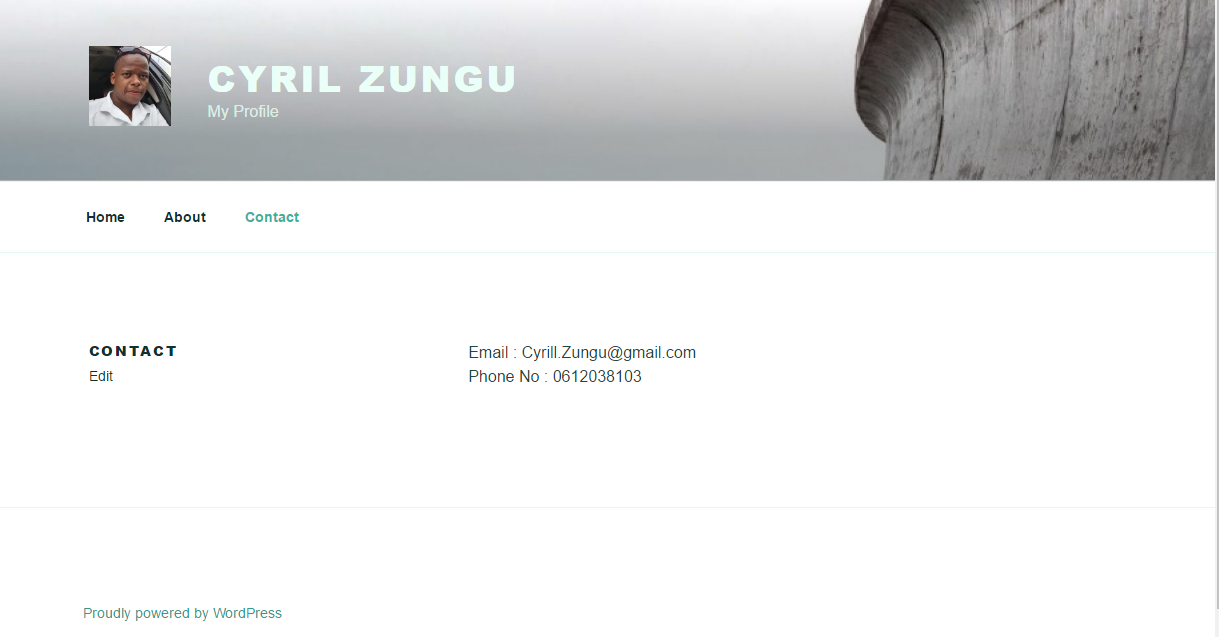 CYRIL ZUNGU
My Profile
Home About Contact
CONTACT
Edit
Email : Cyrill.Zungu@gmail.com
Phone No : 0612038103
Proudly powered by WordPress